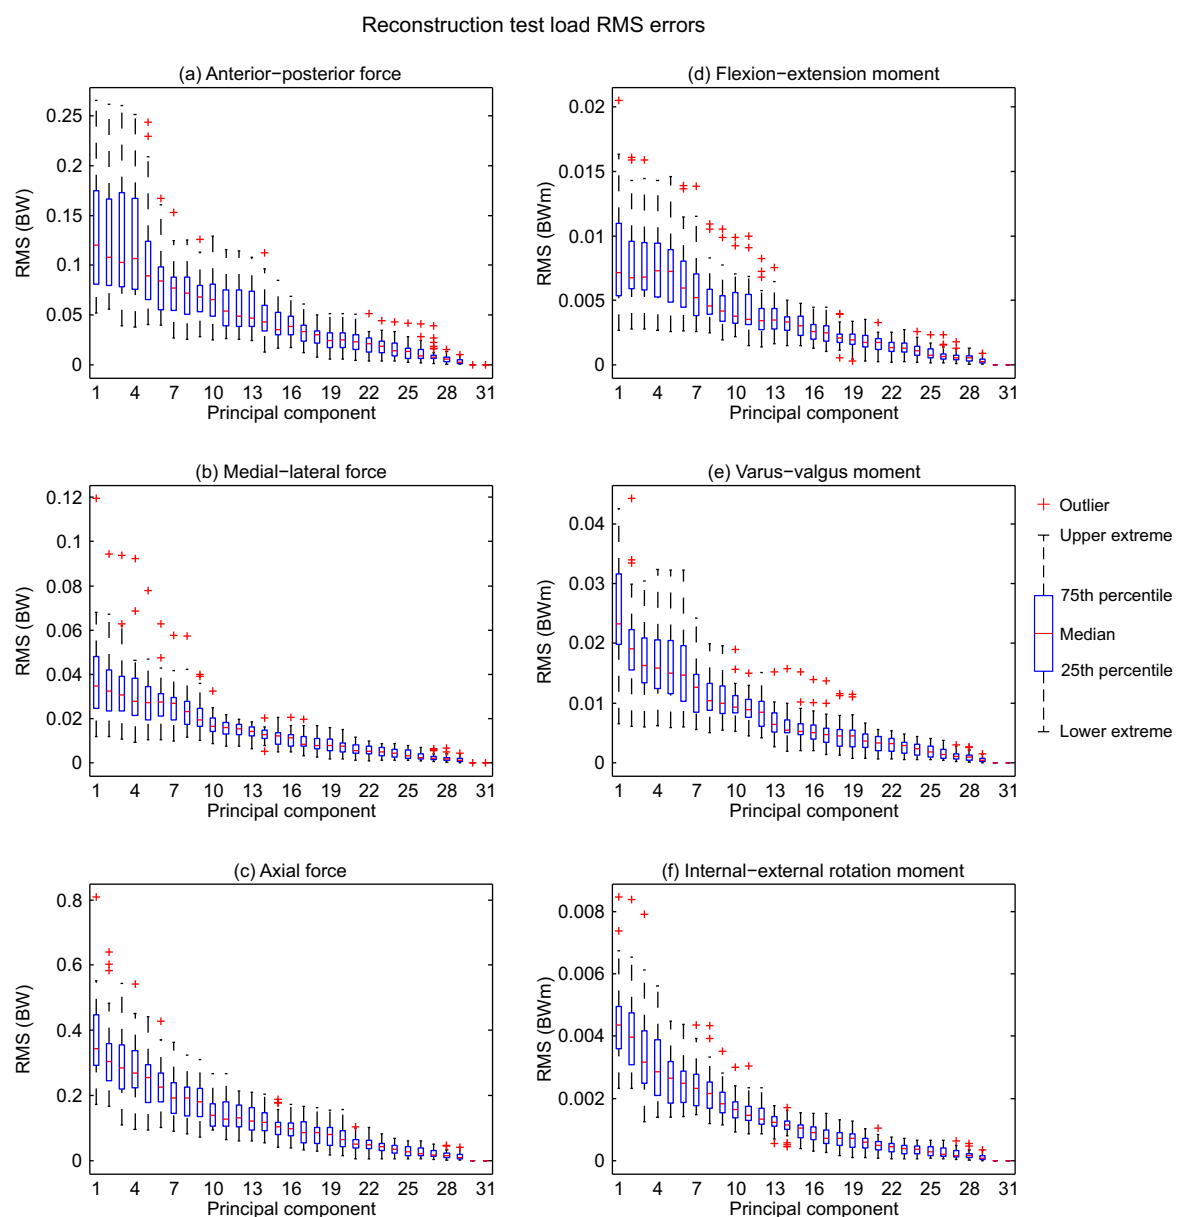 Reconstruction test load RMS errors
(a) Anterior−posterior force
RMS (BW)
0.25
0.2
0.15
0.1
0.05
0
1 4 7 10 13 16 19 22 25 28 31
Principal component
(d) Flexion−extension moment
RMS (BWm)
0.02
0.015
0.01
0.005
0
1 4 7 10 13 16 19 22 25 28 31
Principal component
(b) Medial−lateral force
RMS (BW)
0.12
0.1
0.08
0.06
0.04
0.02
0
1 4 7 10 13 16 19 22 25 28 31
Principal component
(e) Varus−valgus moment
RMS (BWm)
0.04
0.03
0.02
0.01
0
1 4 7 10 13 16 19 22 25 28 31
Principal component
Outlier
Upper extreme
75th percentile
Median
25th percentile
Lower extreme
(c) Axial force
RMS (BW)
0.8
0.6
0.4
0.2
0
1 4 7 10 13 16 19 22 25 28 31
Principal component
(f) Internal−external rotation moment
RMS (BWm)
0.008
0.006
0.004
0.002
0
1 4 7 10 13 16 19 22 25 28 31
Principal component